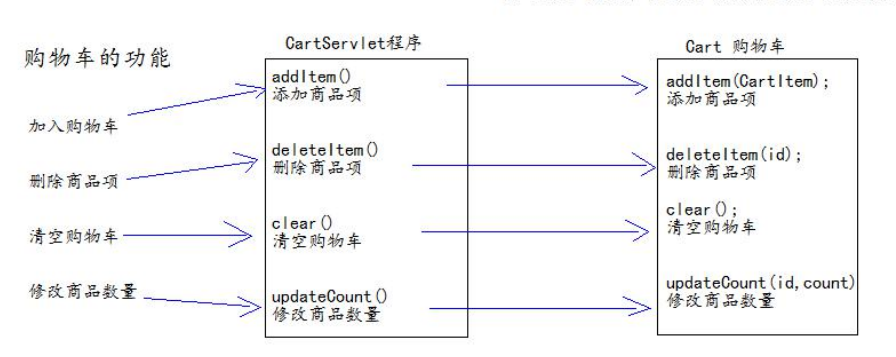 购物车的功能
加入购物车
删除商品项
清空购物车
修改商品数量
CartServlet程序
addItem()
添加商品项
deleteItem()
删除商品项
clear()
清空购物车
updateCount()
修改商品数量
Cart 购物车
addItem(CartItem);
添加商品项
deleteItem(id);
删除商品项
clear();
清空购物车
updateCount(id,count)
修改商品数量